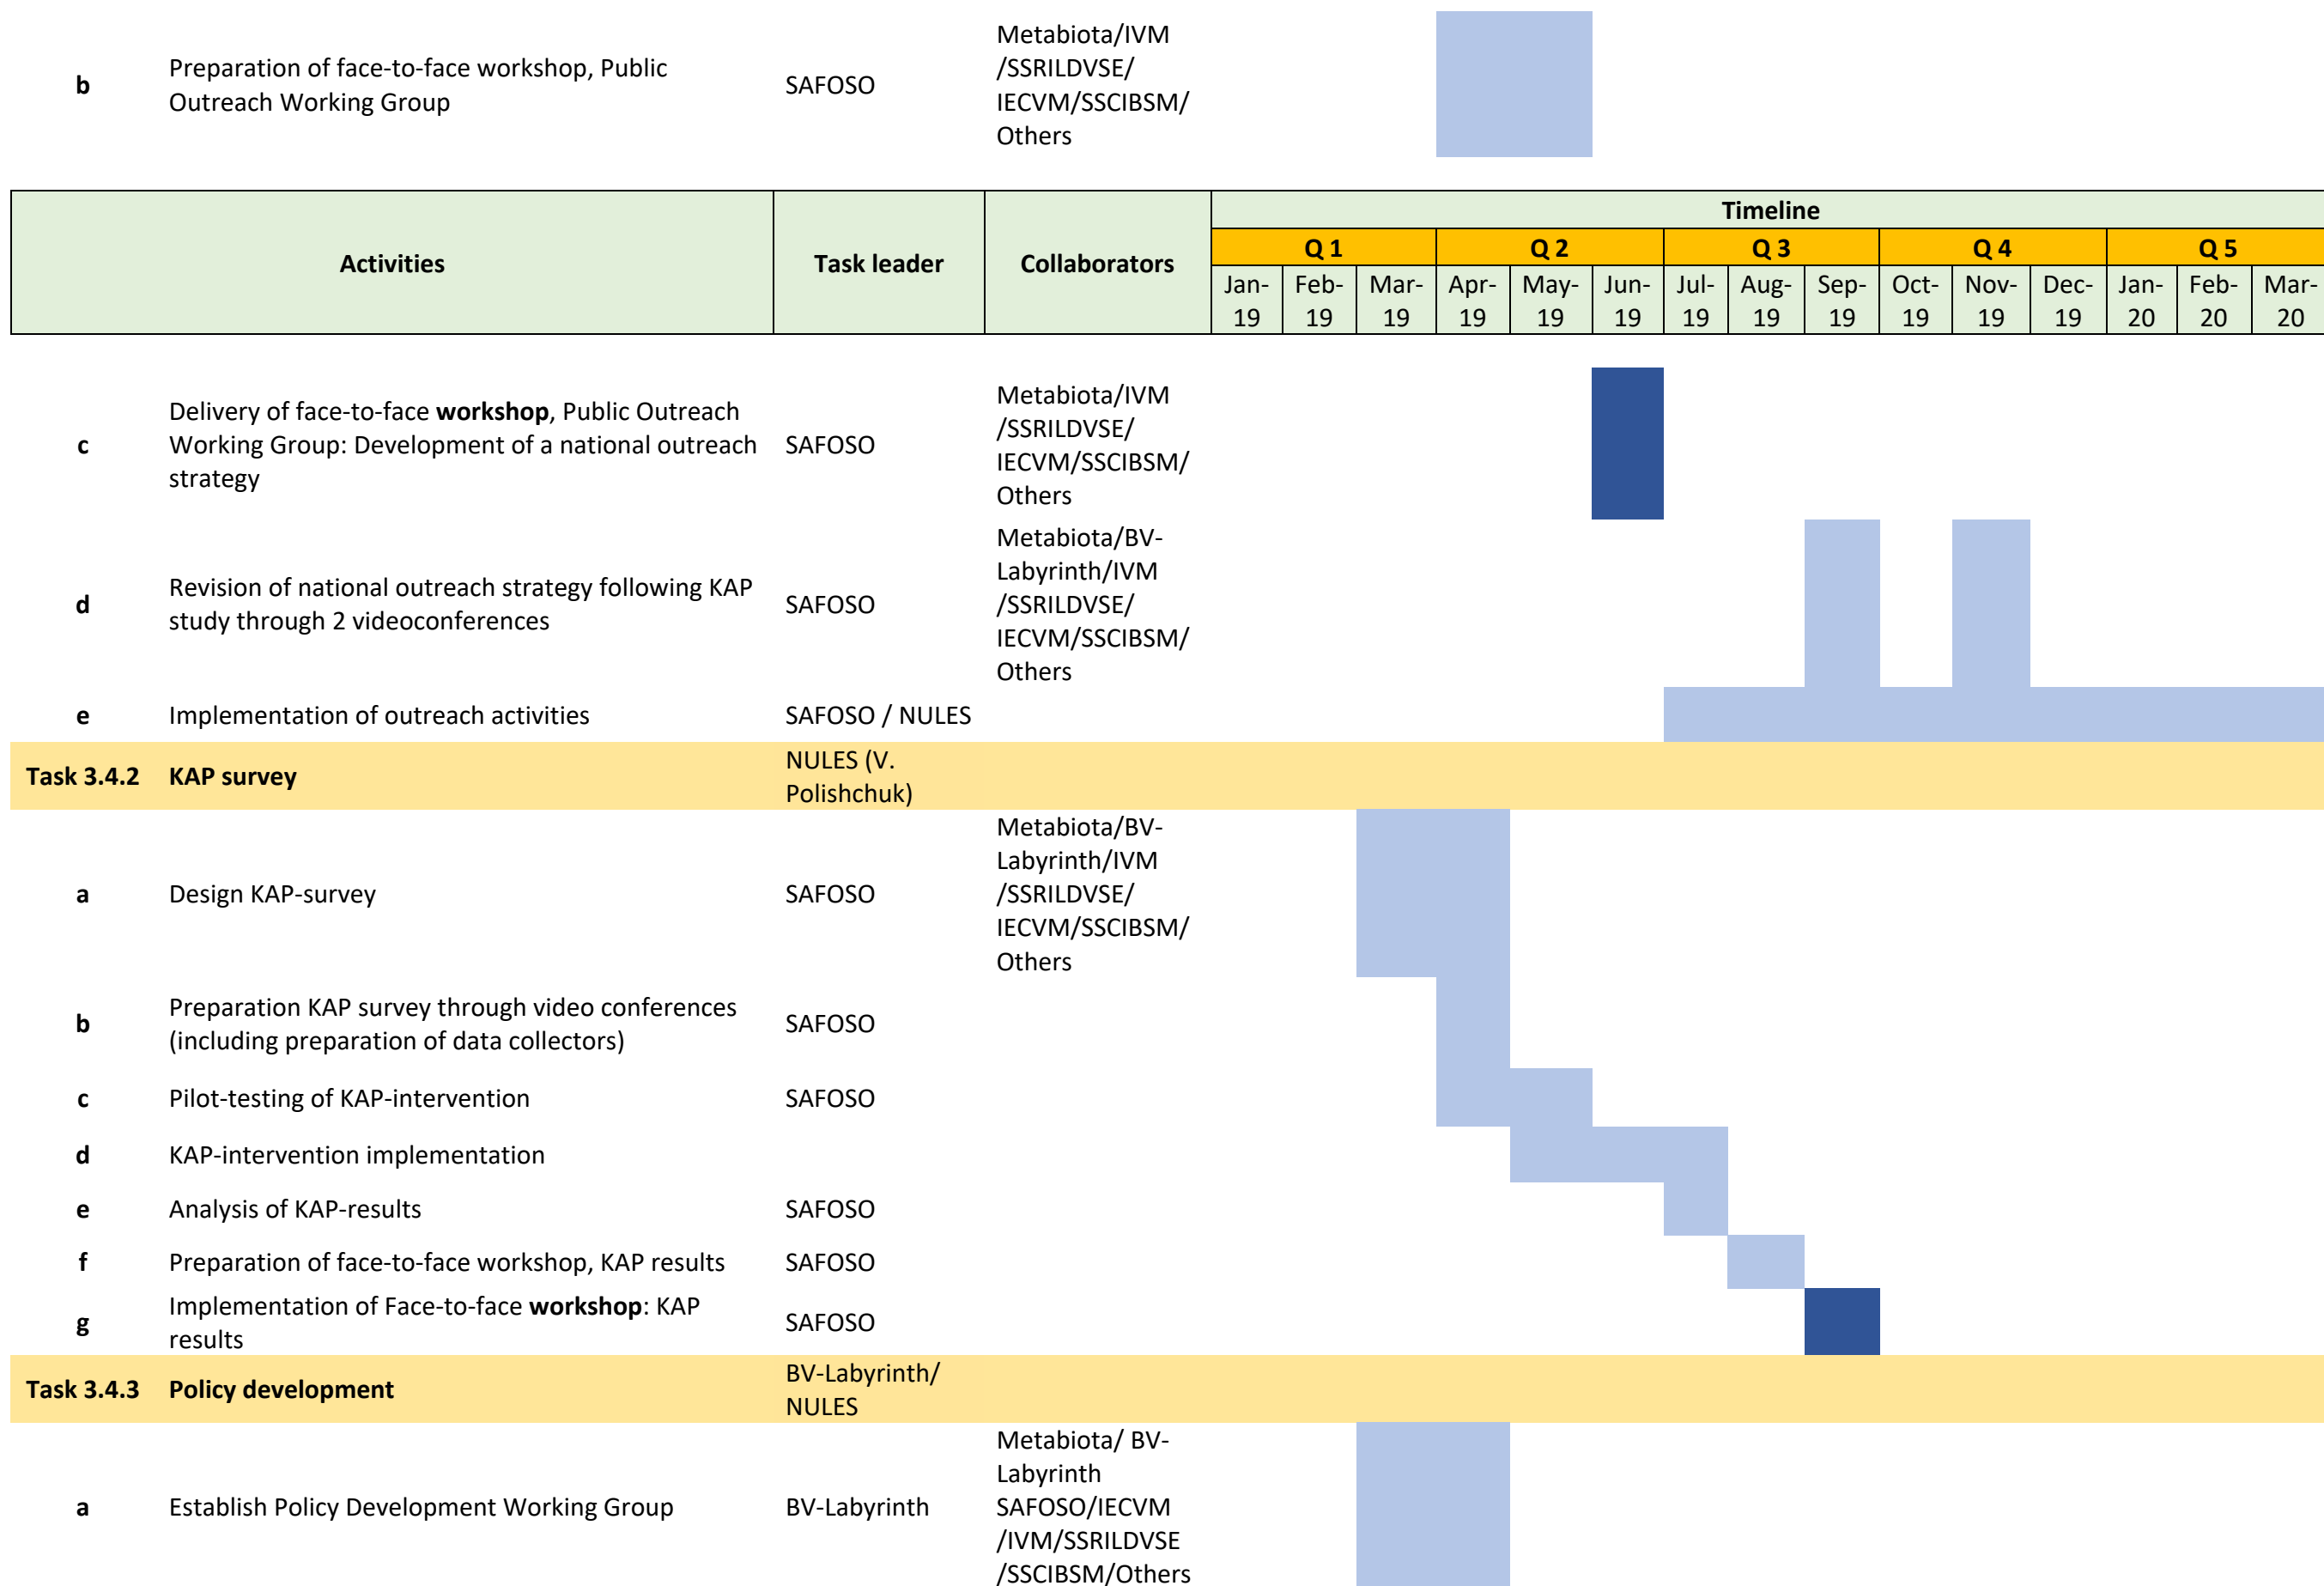 b
Preparation of face-to-face workshop, Public
Outreach Working Group
SAFOSO
Metabiota/IVM
/SSRILDVSE/
IECVM/SSCIBSM/
Others
Activities
Task leader
Collaborators
Timeline
Q 1
Q 2
Q 3
Q 4
Q 5
Jan-
19
Feb-
19
Mar-
19
Apr-
19
May-
19
Jun-
19
Jul-
19
Aug-
19
Sep-
19
Oct-
19
Nov-
19
Dec-
19
Jan-
20
Feb-
20
Mar-
20
c
Delivery of face-to-face workshop, Public Outreach
Working Group: Development of a national outreach
strategy
SAFOSO
Metabiota/IVM
/SSRILDVSE/
IECVM/SSCIBSM/
Others
d
Revision of national outreach strategy following KAP
study through 2 videoconferences
SAFOSO
Metabiota/BV-
Labyrinth/IVM
/SSRILDVSE/
IECVM/SSCIBSM/
Others
e
Implementation of outreach activities
SAFOSO / NULES
Task 3.4.2
KAP survey
NULES (V.
Polishchuk)
a
Design KAP-survey
SAFOSO
Metabiota/BV-
Labyrinth/IVM
/SSRILDVSE/
IECVM/SSCIBSM/
Others
b
Preparation KAP survey through video conferences
(including preparation of data collectors)
SAFOSO
c
Pilot-testing of KAP-intervention
SAFOSO
d
KAP-intervention implementation
e
Analysis of KAP-results
SAFOSO
f
Preparation of face-to-face workshop, KAP results
SAFOSO
g
Implementation of Face-to-face workshop: KAP
results
SAFOSO
Task 3.4.3
Policy development
BV-Labyrinth/
NULES
a
Establish Policy Development Working Group
BV-Labyrinth
Metabiota/ BV-
Labyrinth
SAFOSO/IECVM
/IVM/SSRILDVSE
/SSCIBSM/Others